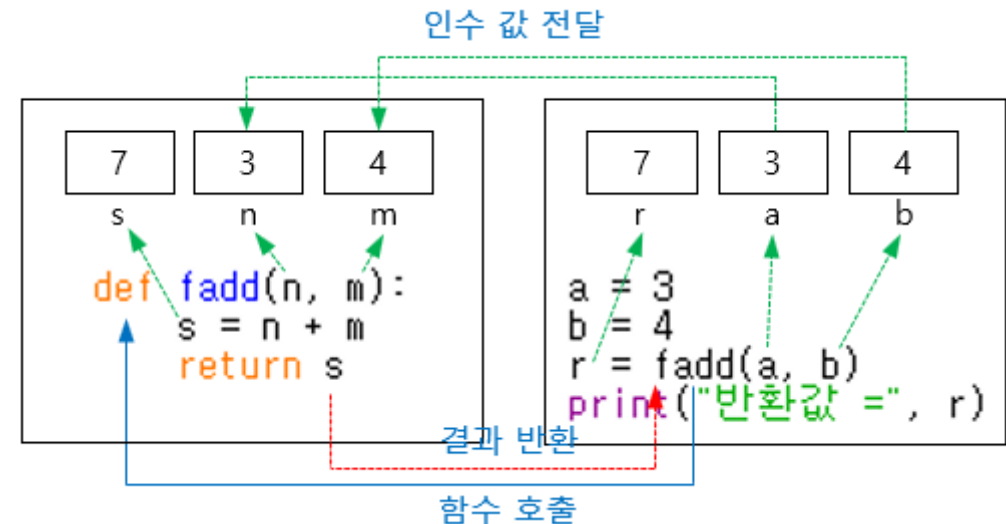 인수 값 전달
7 3 4
s n m
def fadd(n, m):
s = n + m
return s
7 3 4
r a b
a = 3
b = 4
r = fadd(a, b)
print("반환값 =", r)
결과 반환
함수 호출